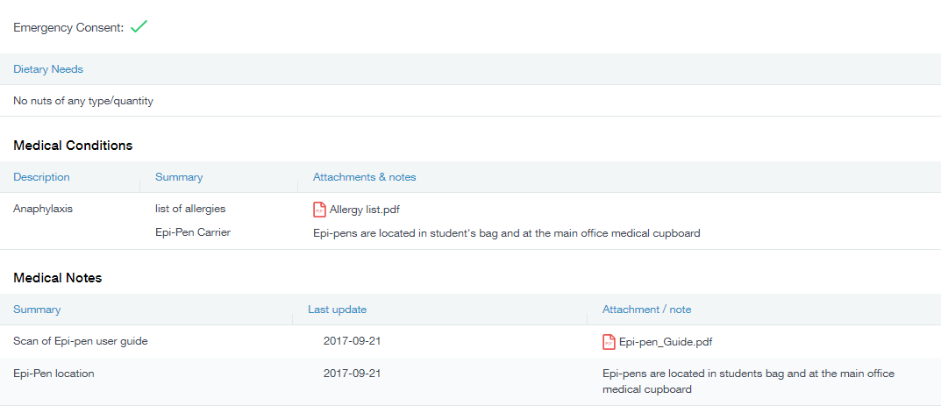 Emergency Consent:
Dietary Needs
No nuts of any type/quantity
Medical Conditions
Description Summary Attachments & notes
Anaphylaxis list of allergies Allergy list.pdf
Epi-Pen Carrier Epi-pens are located in student's bag and at the main office medical cupboard
Medical Notes
Summary Last update Attachment / note
Scan of Epi-pen user guide 2017-09-21 Epi-pen_Guide.pdf
Epi-Pen location 2017-09-21 Epi-pens are located in students bag and at the main office
medical cupboard